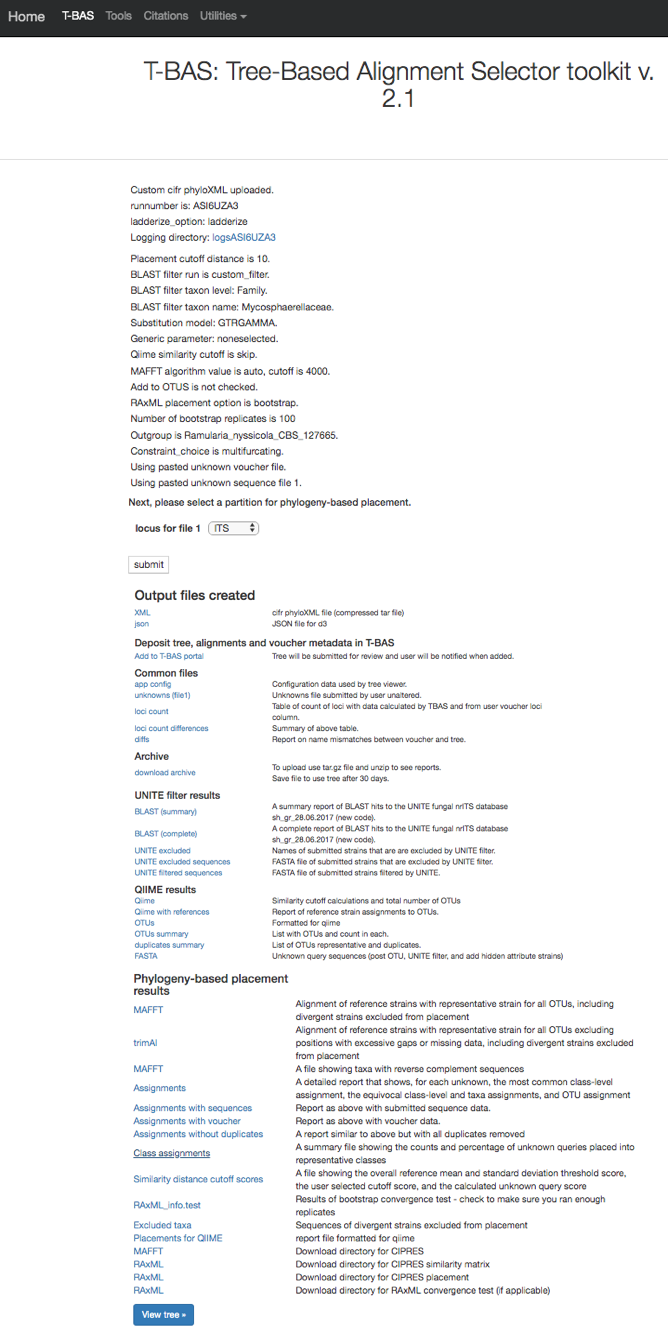 Home T-BAS Tools Citations Utilities
T-BAS: Tree-Based Alignment Selector toolkit v.
2.1
Custom cifr phyloXML uploaded.
runnumber is: ASI6UZA3
ladderize_option: ladderize
Logging directory: logsASI6UZA3
Placement cutoff distance is 10.
BLAST filter run is custom_filter.
BLAST filter taxon level: Family.
BLAST filter taxon name: Mycosphaerellaceae.
Substitution model: GTRGAMMA.
Generic parameter: noneselected.
Qiime similarity cutoff is skip.
MAFFT algorithm value is auto, cutoff is 4000.
Add to OTUS is not checked.
RAxML placement option is bootstrap.
Number of bootstrap replicates is 100
Outgroup is Ramularia_nyssicola_CBS_127665.
Constraint_choice is multifurcating.
Using pasted unknown voucher file.
Using pasted unknown sequence file 1.
Next, please select a partition for phylogeny-based placement.
locus for file 1 ITS
submit
Output files created
XML cifr phyloXML file (compressed tar file)
json JSON file for d3
Deposit tree, alignments and voucher metadata in T-BAS
Add to T-BAS portal Tree will be submitted for review and user will be notified when added.
Common files
app config Configuration data used by tree viewer.
unknowns (file1) Unknowns file submitted by user unaltered.
loci count Table of count of loci with data calculated by TBAS and from user voucher loci
column.
loci count differences Summary of above table.
diffs Report on name mismatches between voucher and tree.
Archive
download archive To upload use tar.gz file and unzip to see reports.
Save file to use tree after 30 days.
UNITE filter results
BLAST (summary) A summary report of BLAST hits to the UNITE fungal nrITS database
sh_gr_28.06.2017 (new code).
BLAST (complete) A complete report of BLAST hits to the UNITE fungal nrITS database
sh_gr_28.06.2017 (new code).
UNITE excluded Names of submitted strains that are are excluded by UNITE filter.
UNITE excluded sequences FASTA file of submitted strains that are excluded by UNITE filter.
UNITE filtered sequences FASTA file of submitted strains filtered by UNITE.
QIIME results
Qiime Similarity cutoff calculations and total number of OTUs
Qiime with references Report of reference strain assignments to OTUs.
OTUs Formatted for qiime
OTUs summary List with OTUs and count in each.
duplicates summary List of OTUs representative and duplicates.
FASTA Unknown query sequences (post OTU, UNITE filter, and add hidden attribute strains)
Phylogeny-based placement
results
MAFFT Alignment of reference strains with representative strain for all OTUs, including
divergent strains excluded from placement
trimAl Alignment of reference strains with representative strain for all OTUs excluding
positions with excessive gaps or missing data, including divergent strains excluded
from placement
MAFFT A file showing taxa with reverse complement sequences
Assignments A detailed report that shows, for each unknown, the most common class-level
assignment, the equivocal class-level and taxa assignments, and OTU assignment
Assignments with sequences Report as above with submitted sequence data.
Assignments with voucher Report as above with voucher data.
Assignments without duplicates A report similar to above but with all duplicates removed
Class assignments A summary file showing the counts and percentage of unknown queries placed into
representative classes
Similarity distance cutoff scores A file showing the overall reference mean and standard deviation threshold score,
the user selected cutoff score, and the calculated unknown query score
RAxML_info.test Results of bootstrap convergence test - check to make sure you ran enough
replicates
Excluded taxa Sequences of divergent strains excluded from placement
Placements for QIIME report file formatted for qiime
MAFFT Download directory for CIPRES
RAxML Download directory for CIPRES similarity matrix
RAxML Download directory for CIPRES placement
RAxML Download directory for RAxML convergence test (if applicable)
View tree »